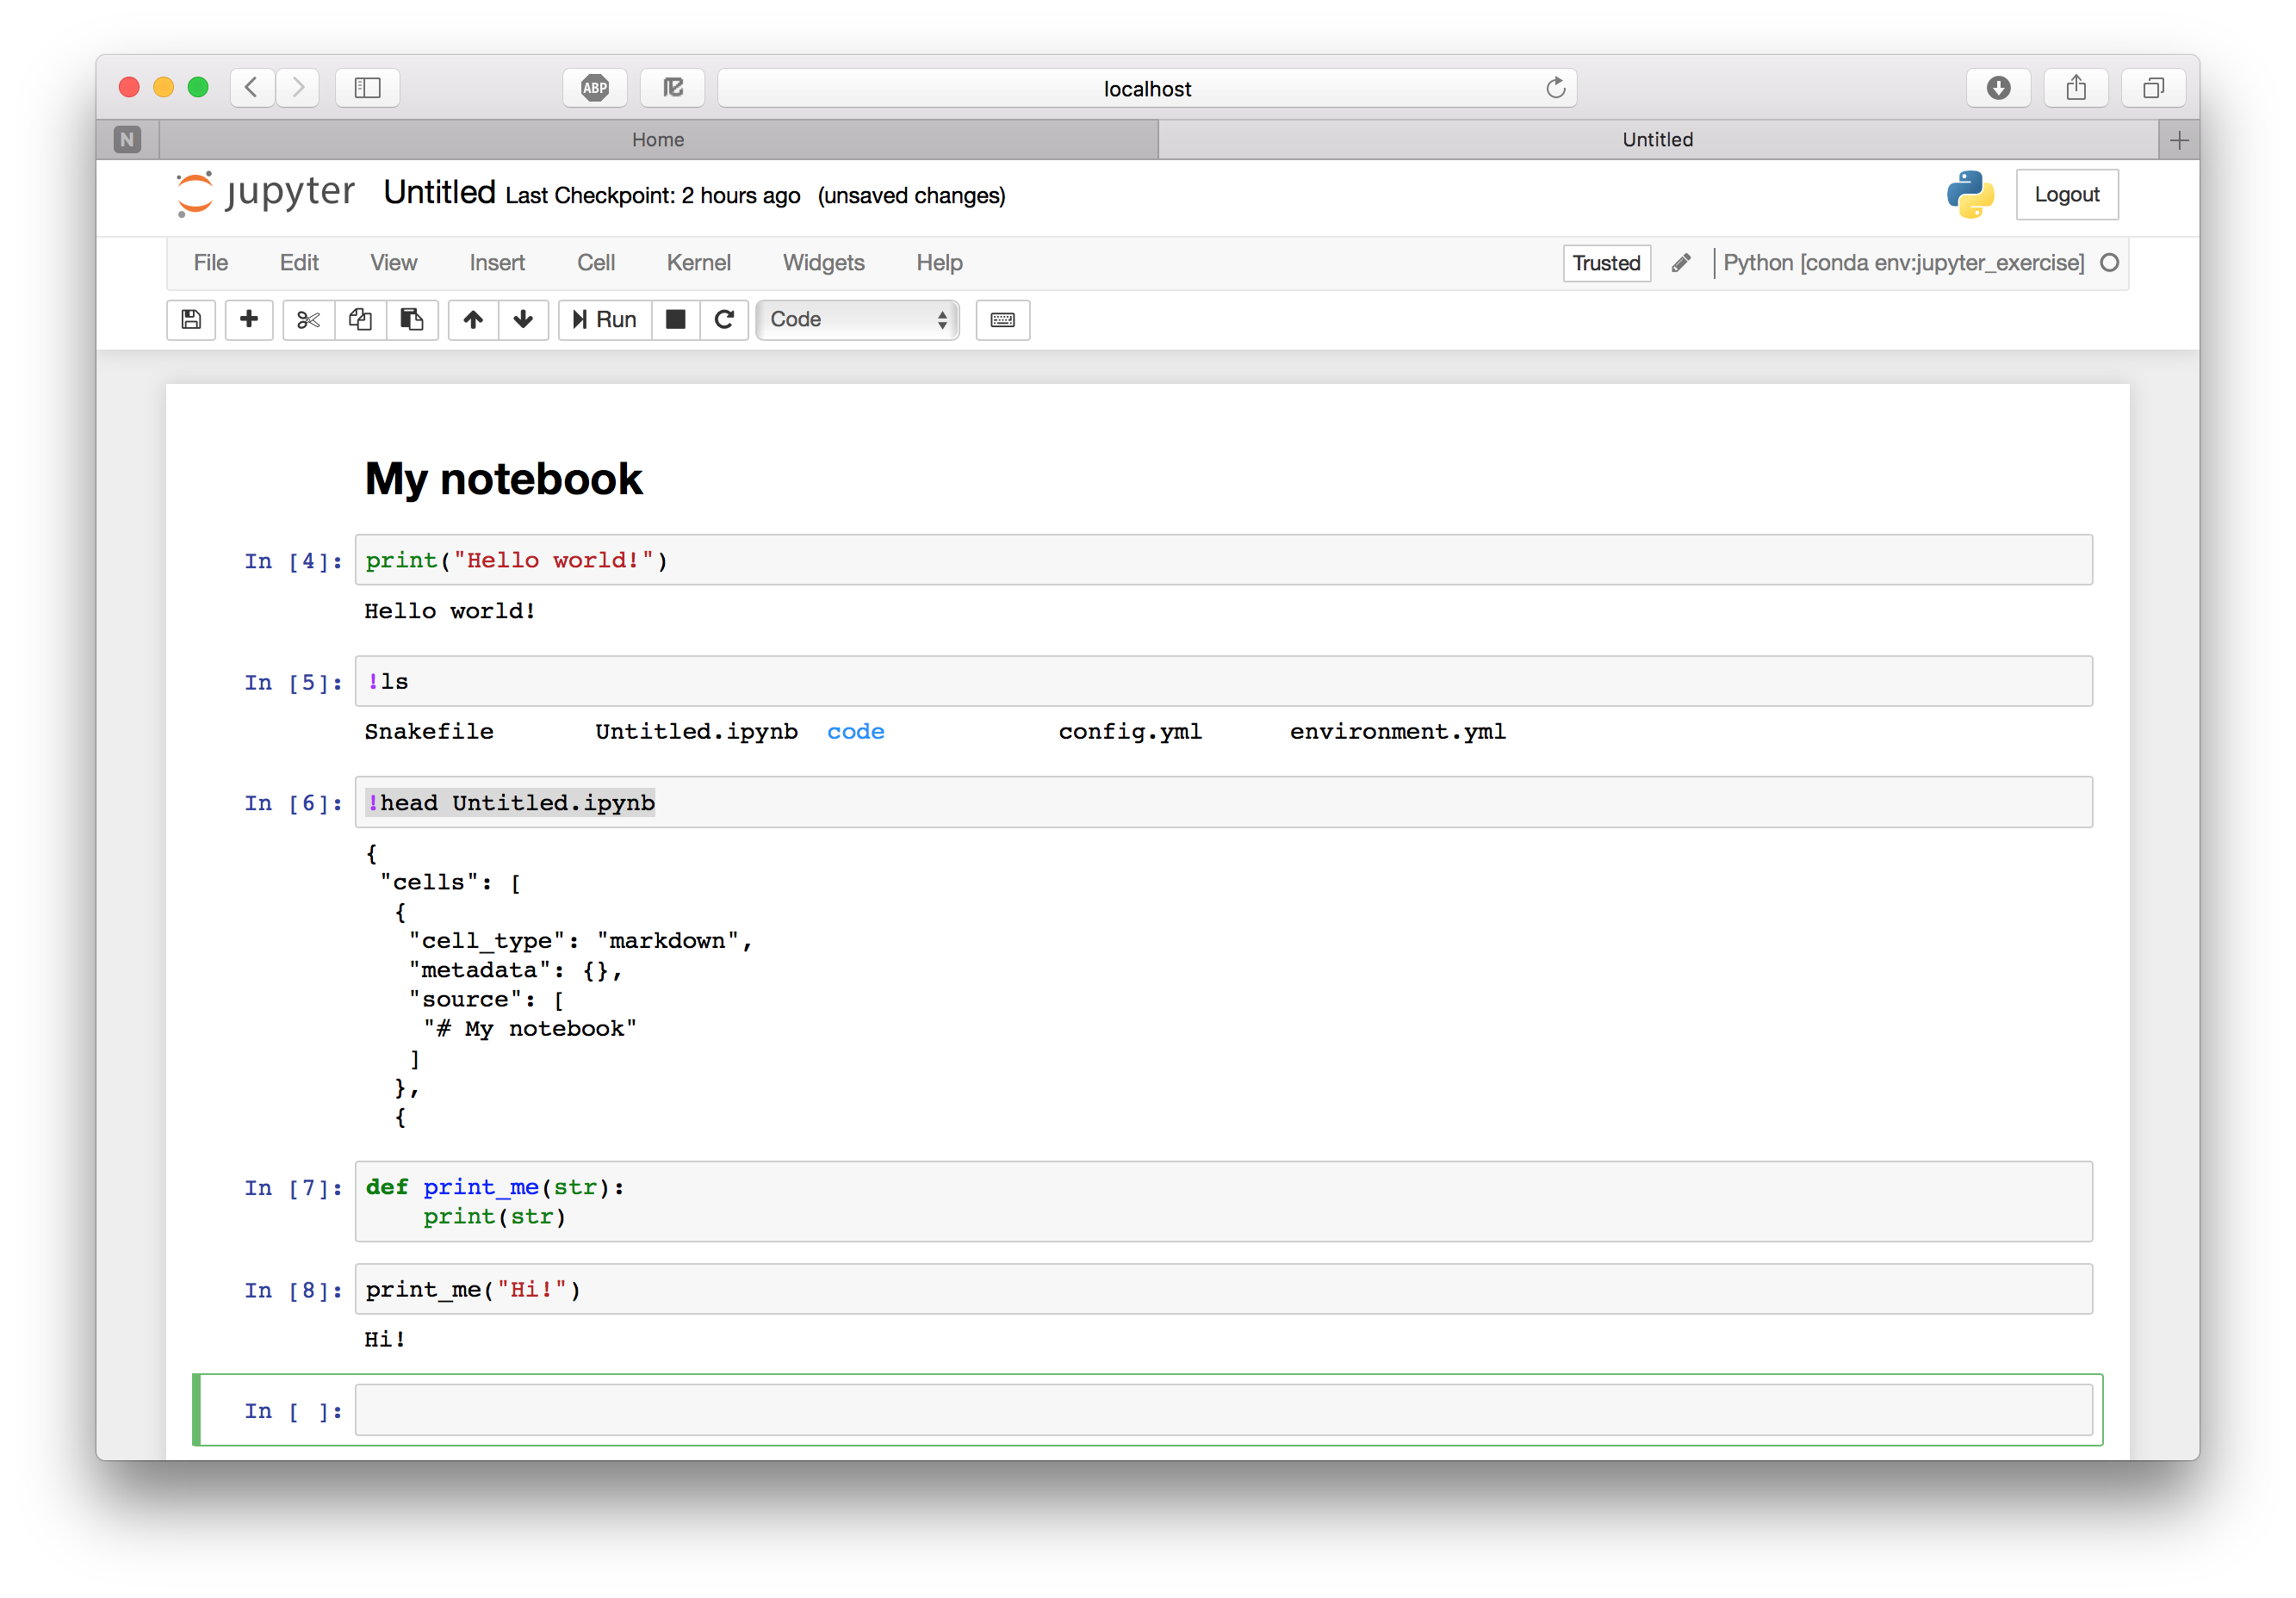 ABP
localhost
N Home Untitled
jupyter Untitled Last Checkpoint: 2 hours ago (unsaved changes) Logout
File Edit View Insert Cell Kernel Widgets Help Trusted Python [conda env:jupyter_exercise]
Run Code
My notebook
In [4]: print("Hello world!")
Hello world!
In [5]: !ls
Snakefile Untitled.ipynb code config.yml environment.yml
In [6]: !head Untitled.ipynb
{
 "cells": [
  {
   "cell_type": "markdown",
   "metadata": {},
   "source": [
    "# My notebook"
   ]
  },
  {
In [7]: def print_me(str):
    print(str)
In [8]: print_me("Hi!")
Hi!
In [ ]: